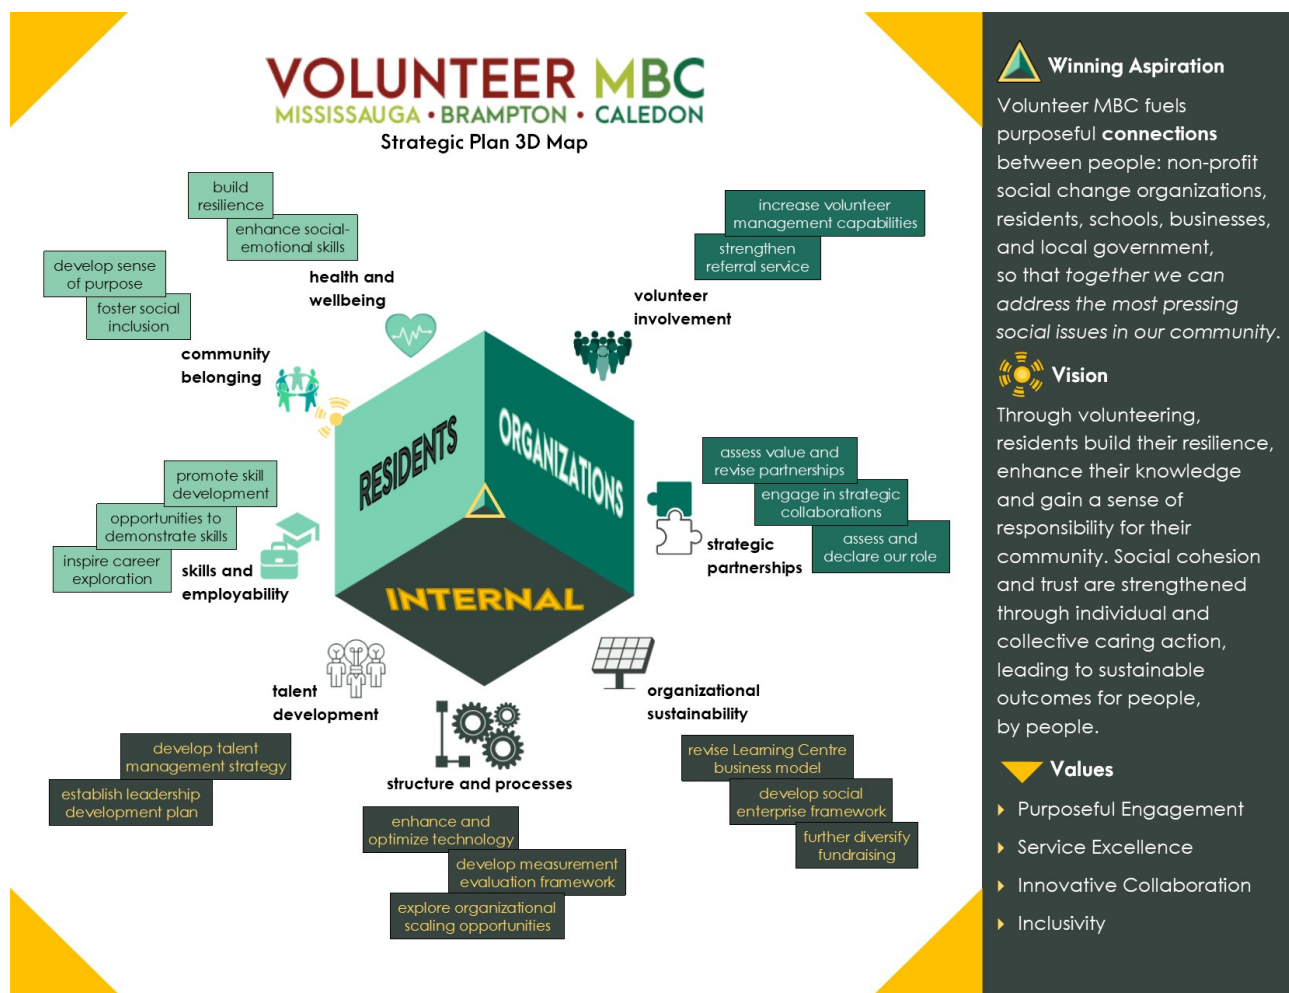 VOLUNTEER MBC
MISSISSAUGA • BRAMPTON • CALEDON
Strategic Plan 3D Map
build
resilience
enhance social-
emotional skills
health and
wellbeing
develop sense
of purpose
foster social
inclusion
community
belonging
promote skill
development
opportunities to
demonstrate skills
inspire career
exploration
skills and
employability
increase volunteer
management capabilities
strengthen
referral service
volunteer
involvement
assess value and
revise partnerships
engage in strategic
collaborations
assess and
declare our role
strategic
partnerships
RESIDENTS
ORGANIZATIONS
INTERNAL
talent
development
develop talent
management strategy
establish leadership
development plan
structure and processes
enhance and
optimize technology
develop measurement
evaluation framework
explore organizational
scaling opportunities
organizational
sustainability
revise Learning Centre
business model
develop social
enterprise framework
further diversify
fundraising
Winning Aspiration
Volunteer MBC fuels
purposeful connections
between people: non-profit
social change organizations,
residents, schools, businesses,
and local government,
so that together we can
address the most pressing
social issues in our community.
Vision
Through volunteering,
residents build their resilience,
enhance their knowledge
and gain a sense of
responsibility for their
community. Social cohesion
and trust are strengthened
through individual and
collective caring action,
leading to sustainable
outcomes for people,
by people.
Values
Purposeful Engagement
Service Excellence
Innovative Collaboration
Inclusivity